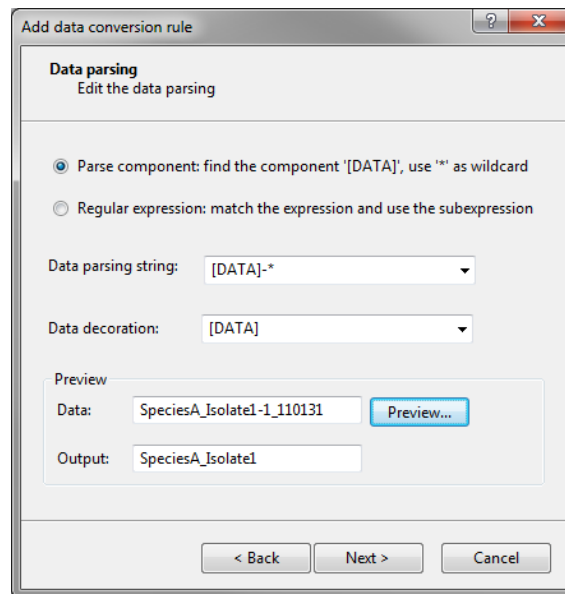 Add data conversion rule
Data parsing
Edit the data parsing
Parse component: find the component '[DATA]', use '*' as wildcard
Regular expression: match the expression and use the subexpression
Data parsing string: [DATA]-*
Data decoration: [DATA]
Preview
Data: SpeciesA_Isolate1-1_110131 Preview...
Output: SpeciesA_Isolate1
< Back Next > Cancel